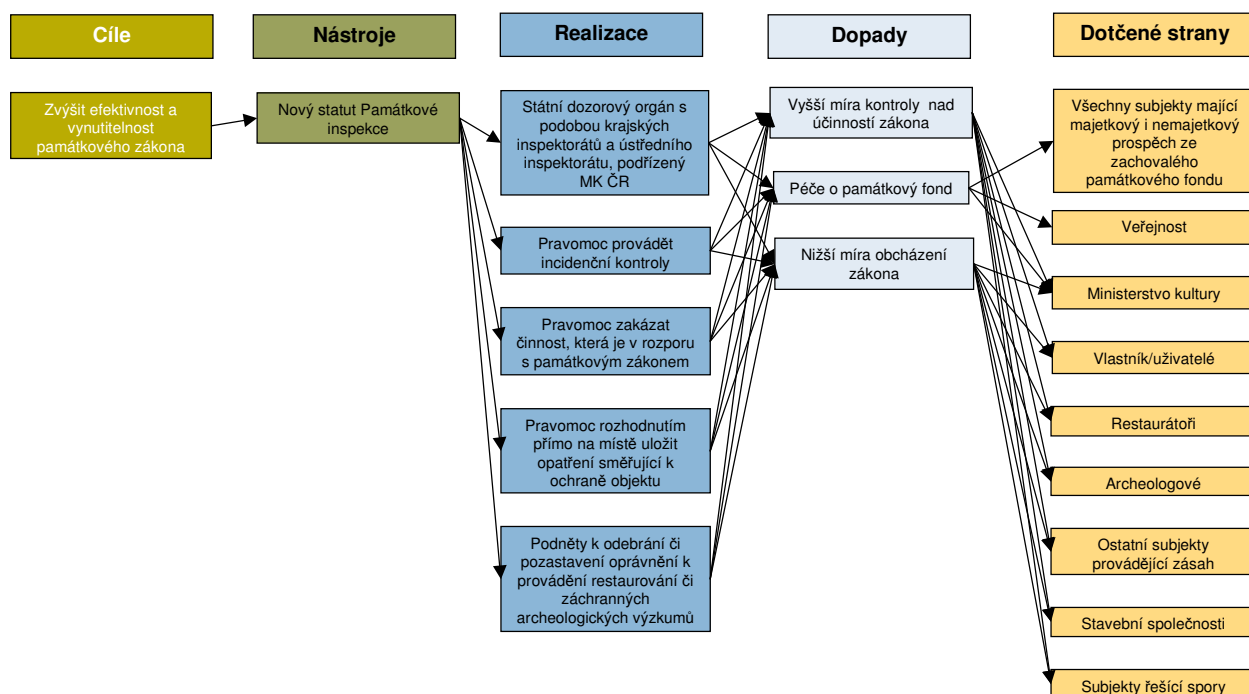 Cíle
Nástroje
Realizace
Dopady
Dotčené strany
Zvýšit efektivnost a
vynutitelnost
památkového zákona
Nový statut Památkové
inspekce
Státní dozorový orgán s
podobou krajských
inspektorátů a ústředního
inspektorátu, podřízený
MK ČR
Pravomoc provádět
incidenční kontroly
Pravomoc zakázat
činnost, která je v rozporu
s památkovým zákonem
Pravomoc rozhodnutím
přímo na místě uložit
opatření směřující k
ochraně objektu
Podněty k odebrání či
pozastavení oprávnění k
provádění restaurování či
záchranných
archeologických výzkumů
Vyšší míra kontroly nad
účinností zákona
Péče o památkový fond
Nižší míra obcházení
zákona
Všechny subjekty mající
majetkový i nemajetkový
prospěch ze
zachovalého
památkového fondu
Veřejnost
Ministerstvo kultury
Vlastník/uživatelé
Restaurátoři
Archeologové
Ostatní subjekty
provádějící zásah
Stavební společnosti
Subjekty řešící spory